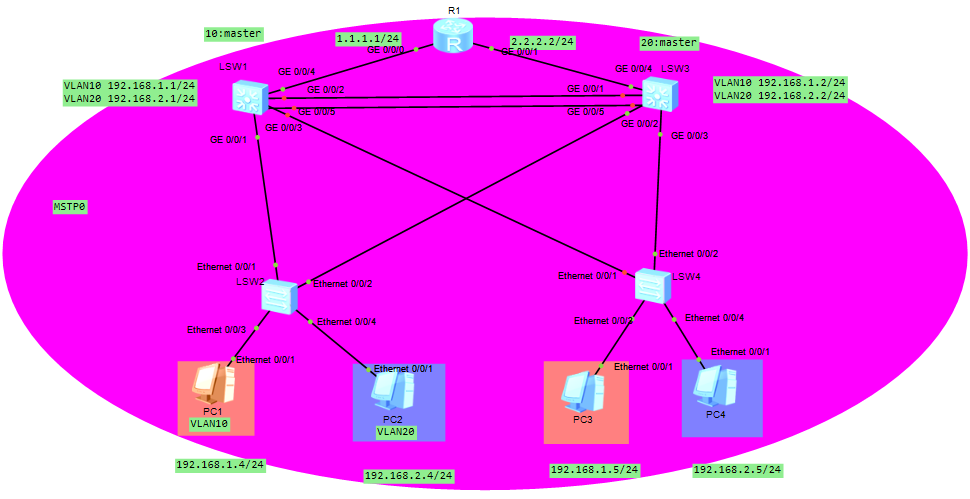 R1
10:master
1.1.1.1/24
2.2.2.2/24
20:master
GE 0/0/0
GE 0/0/1
LSW1
GE 0/0/4
GE 0/0/4
LSW3
VLAN10 192.168.1.1/24
VLAN20 192.168.2.1/24
GE 0/0/2
GE 0/0/1
VLAN10 192.168.1.2/24
VLAN20 192.168.2.2/24
GE 0/0/5
GE 0/0/5
GE 0/0/3
GE 0/0/2
GE 0/0/1
GE 0/0/3
MSTP0
Ethernet 0/0/2
Ethernet 0/0/1
Ethernet 0/0/1
LSW2
Ethernet 0/0/2
LSW4
Ethernet 0/0/3
Ethernet 0/0/4
Ethernet 0/0/3
Ethernet 0/0/4
Ethernet 0/0/1
Ethernet 0/0/1
Ethernet 0/0/1
Ethernet 0/0/1
PC1
VLAN10
PC2
VLAN20
PC3
PC4
192.168.1.4/24
192.168.2.4/24
192.168.1.5/24
192.168.2.5/24